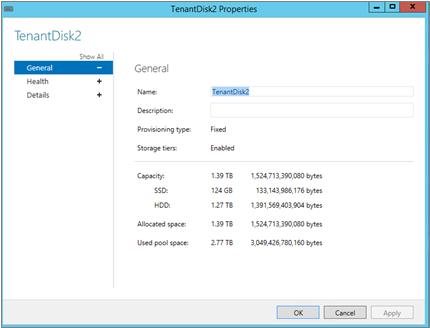 TenantDisk2 Properties
TenantDisk2
Show All
General –
Health +
Details +
General
Name: TenantDisk2
Description:
Provisioning type: Fixed
Storage tiers: Enabled
Capacity: 1.39 TB 1,524,713,390,080 bytes
SSD: 124 GB 133,143,986,176 bytes
HDD: 1.27 TB 1,391,569,403,904 bytes
Allocated space: 1.39 TB 1,524,713,390,080 bytes
Used pool space: 2.77 TB 3,049,426,780,160 bytes
OK Cancel Apply